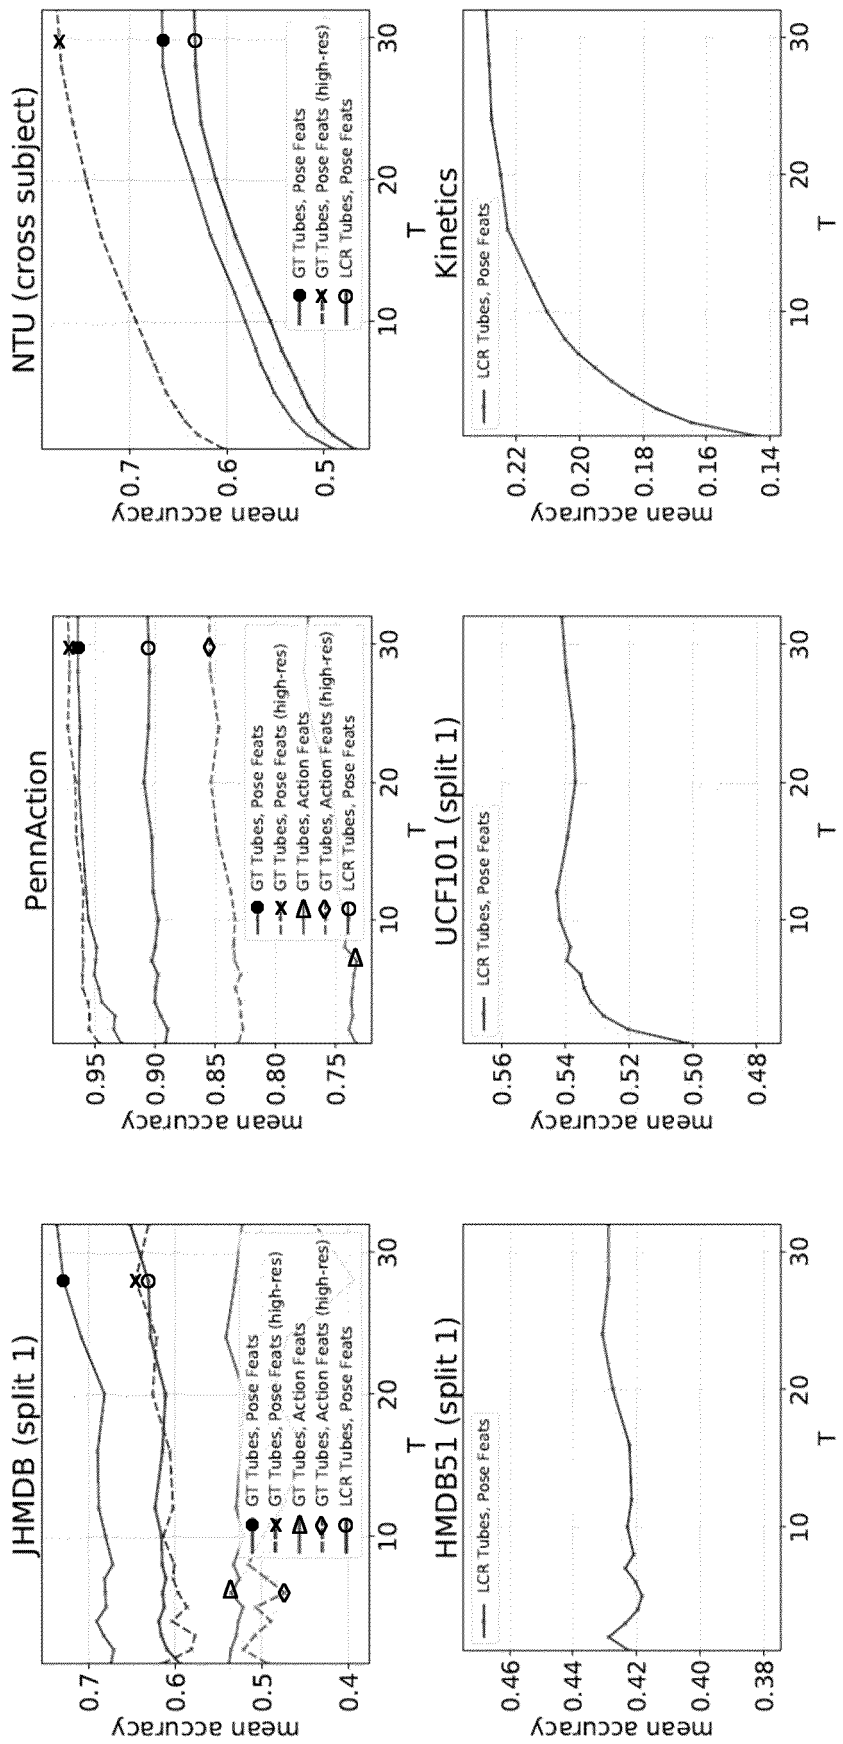 JHMDB (split 1)
mean accuracy
0.7
0.6
0.5
0.4
GT Tubes, Pose Feats
GT Tubes, Pose Feats (high-res)
GT Tubes, Action Feats
GT Tubes, Action Feats (high-res)
LCR Tubes, Pose Feats
10
20
30
T
PennAction
mean accuracy
0.95
0.90
0.85
0.80
0.75
GT Tubes, Pose Feats
GT Tubes, Pose Feats (high-res)
GT Tubes, Action Feats
GT Tubes, Action Feats (high-res)
LCR Tubes, Pose Feats
10
20
30
T
NTU (cross subject)
mean accuracy
0.7
0.6
0.5
GT Tubes, Pose Feats
GT Tubes, Pose Feats (high-res)
LCR Tubes, Pose Feats
10
20
30
T
HMDB51 (split 1)
mean accuracy
0.46
0.44
0.42
0.40
0.38
LCR Tubes, Pose Feats
10
20
30
T
UCF101 (split 1)
mean accuracy
0.56
0.54
0.52
0.50
0.48
LCR Tubes, Pose Feats
10
20
30
T
Kinetics
mean accuracy
0.22
0.20
0.18
0.16
0.14
LCR Tubes, Pose Feats
10
20
30
T